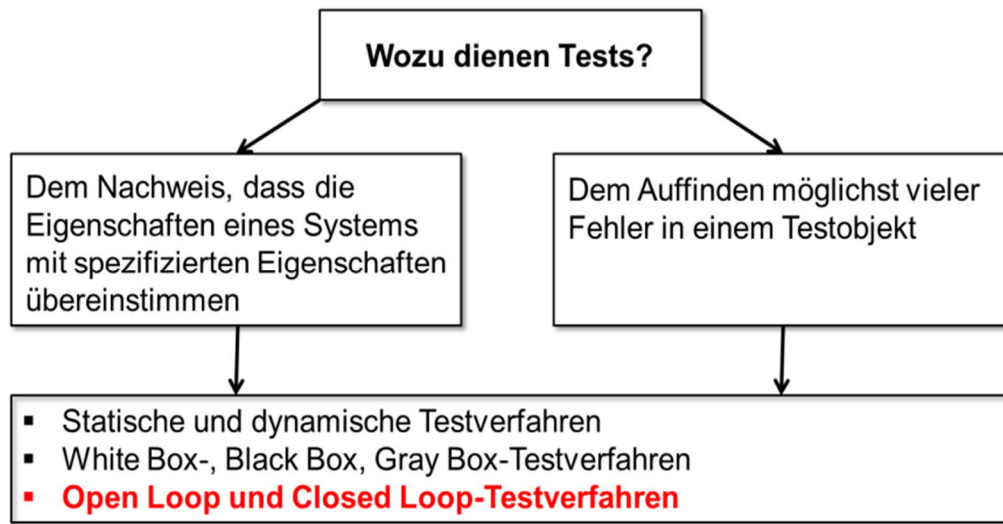 Wozu dienen Tests?
Dem Nachweis, dass die
Eigenschaften eines Systems
mit spezifizierten Eigenschaften
übereinstimmen
Dem Auffinden möglichst vieler
Fehler in einem Testobjekt
▪ Statische und dynamische Testverfahren
▪ White Box-, Black Box, Gray Box-Testverfahren
▪ Open Loop und Closed Loop-Testverfahren